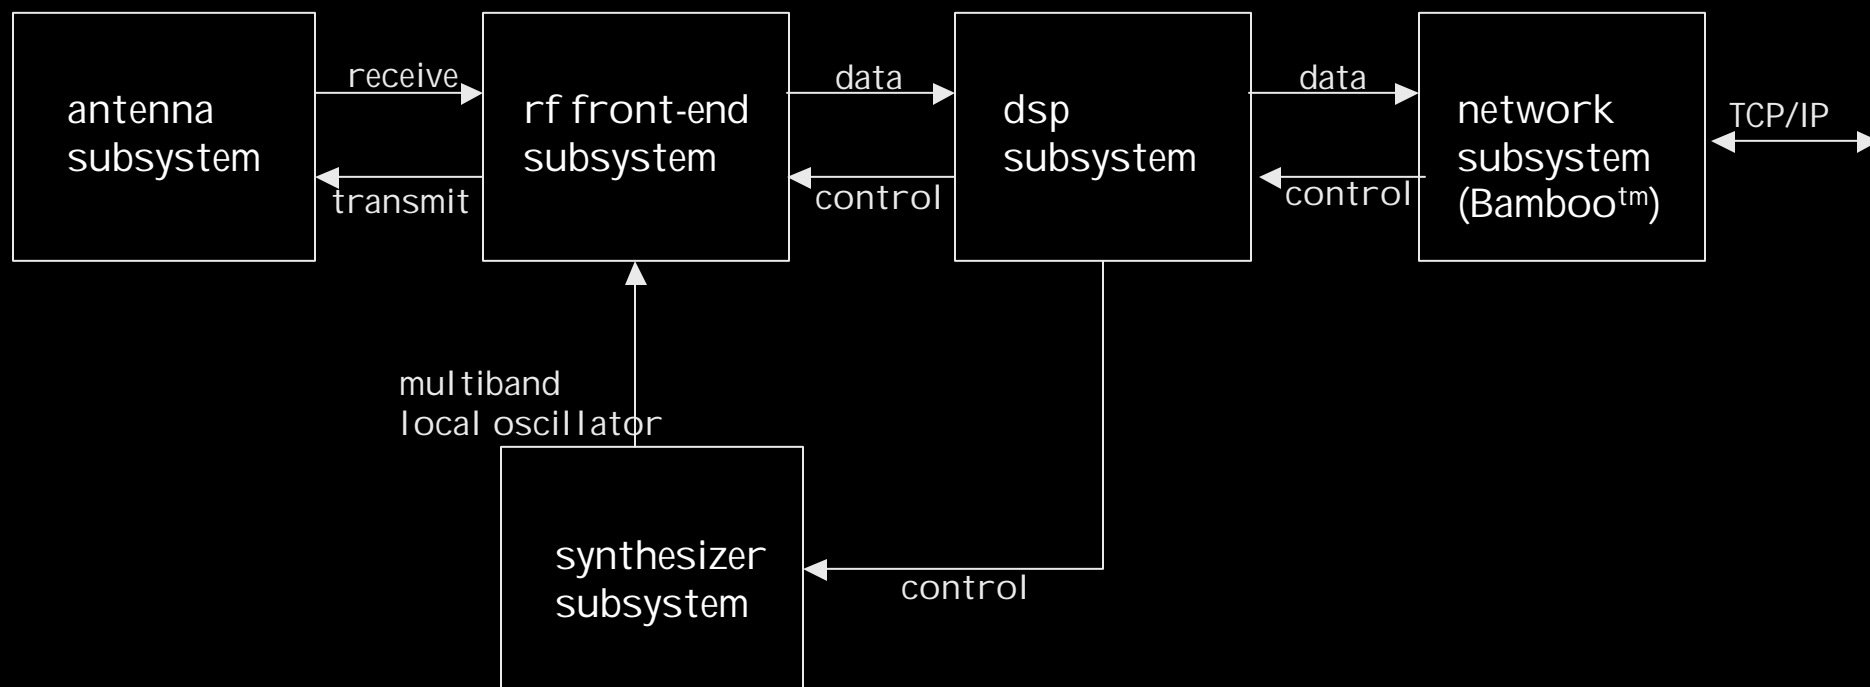 antenna
subsystem
receive
transmit
rf front-end
subsystem
data
control
dsp
subsystem
data
control
network
subsystem
(Bamboo™)
TCP/IP
multiband
local oscillator
synthesizer
subsystem
control